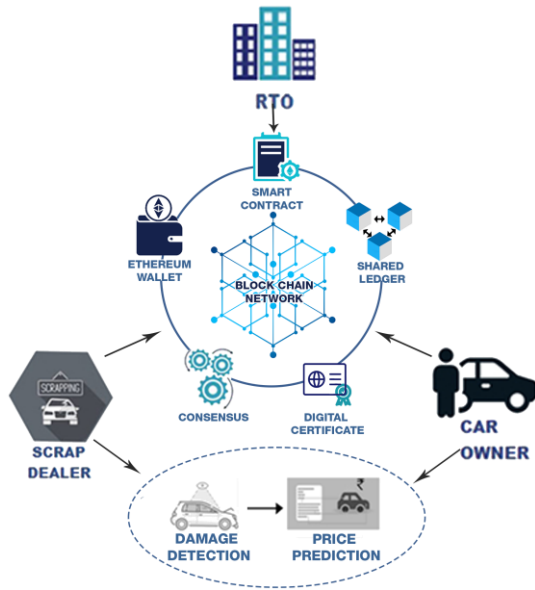 RTO
SMART
CONTRACT
ETHEREUM
WALLET
SHARED
LEDGER
BLOCK CHAIN
NETWORK
CONSENSUS
DIGITAL
CERTIFICATE
SCRAPPING
SCRAP
DEALER
CAR
OWNER
DAMAGE
DETECTION
PRICE
PREDICTION
₹